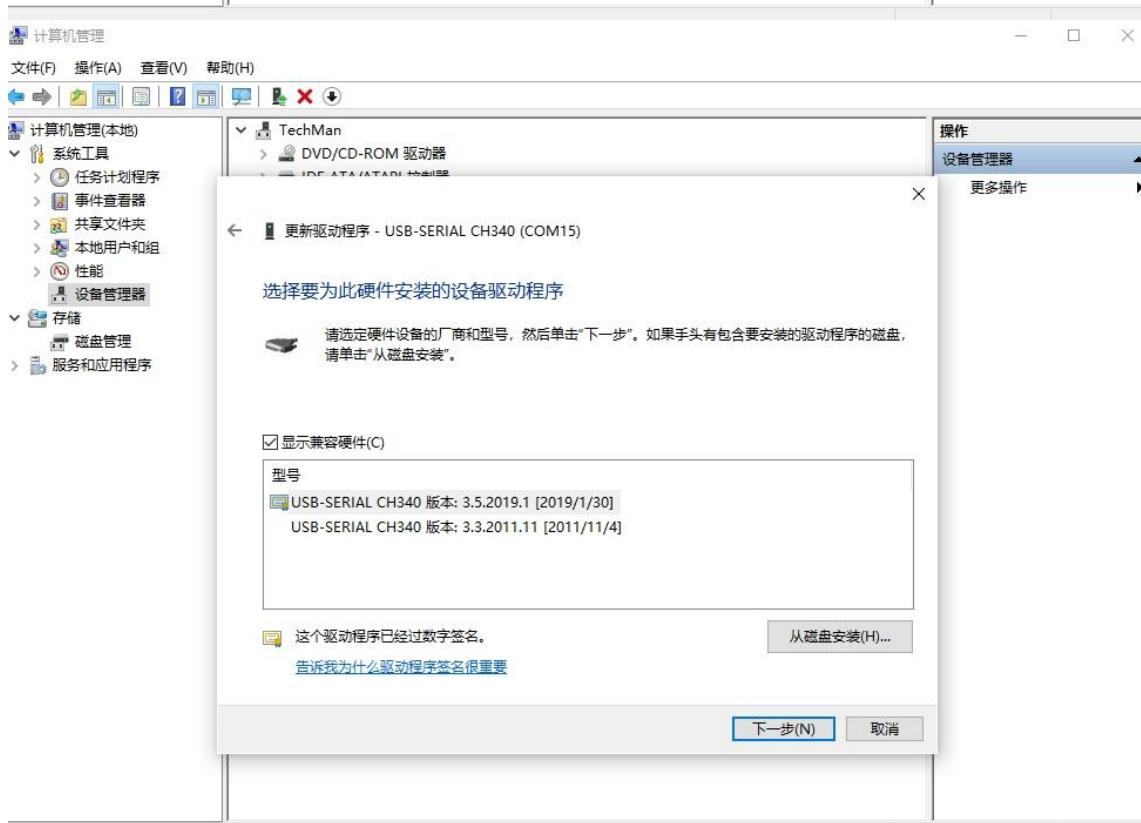 计算机管理
文件(F) 操作(A) 查看(V) 帮助(H)
计算机管理(本地)
系统工具
任务计划程序
事件查看器
共享文件夹
本地用户和组
性能
设备管理器
存储
磁盘管理
服务和应用程序
TechMan
DVD/CD-ROM 驱动器
IDE ATA/ATAPI 控制器
操作
设备管理器
更多操作
更新驱动程序 - USB-SERIAL CH340 (COM15)
选择要为此硬件安装的设备驱动程序
请选定硬件设备的厂商和型号，然后单击“下一步”。如果手头有包含要安装的驱动程序的磁盘，
请单击“从磁盘安装”。
显示兼容硬件(C)
型号
USB-SERIAL CH340 版本: 3.5.2019.1 [2019/1/30]
USB-SERIAL CH340 版本: 3.3.2011.11 [2011/11/4]
这个驱动程序已经过数字签名。
从磁盘安装(H)...
告诉我为什么驱动程序签名很重要
下一步(N)
取消